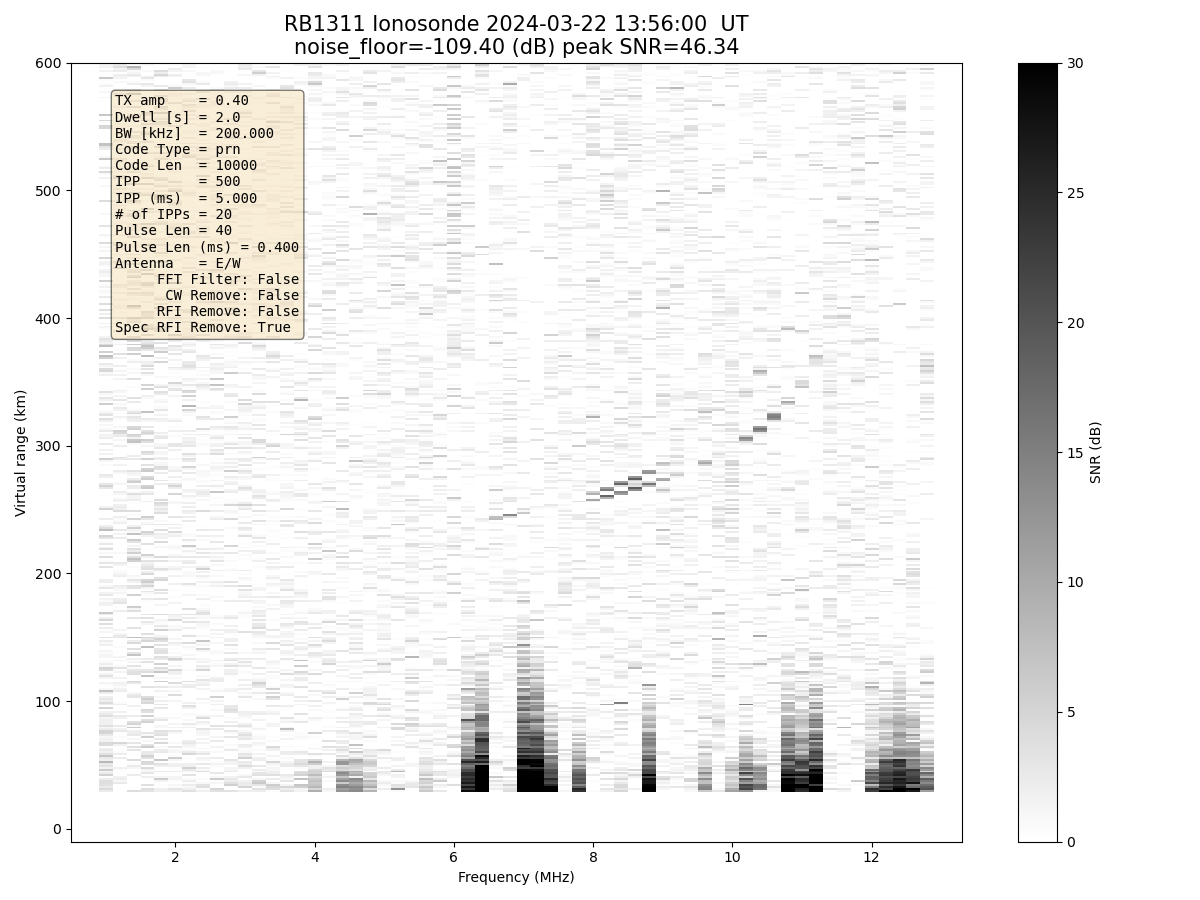 RB1311 Ionosonde 2024-03-22 13:56:00  UT
noise_floor=-109.40 (dB) peak SNR=46.34
TX amp    = 0.40
Dwell [s] = 2.0
BW [kHz]  = 200.000
Code Type = prn
Code Len  = 10000
IPP       = 500
IPP (ms)  = 5.000
# of IPPs = 20
Pulse Len = 40
Pulse Len (ms) = 0.400
Antenna   = E/W
FFT Filter: False
CW Remove: False
RFI Remove: False
Spec RFI Remove: True
600
500
400
300
200
100
0
Virtual range (km)
2
4
6
8
10
12
Frequency (MHz)
30
25
20
15
10
5
0
SNR (dB)